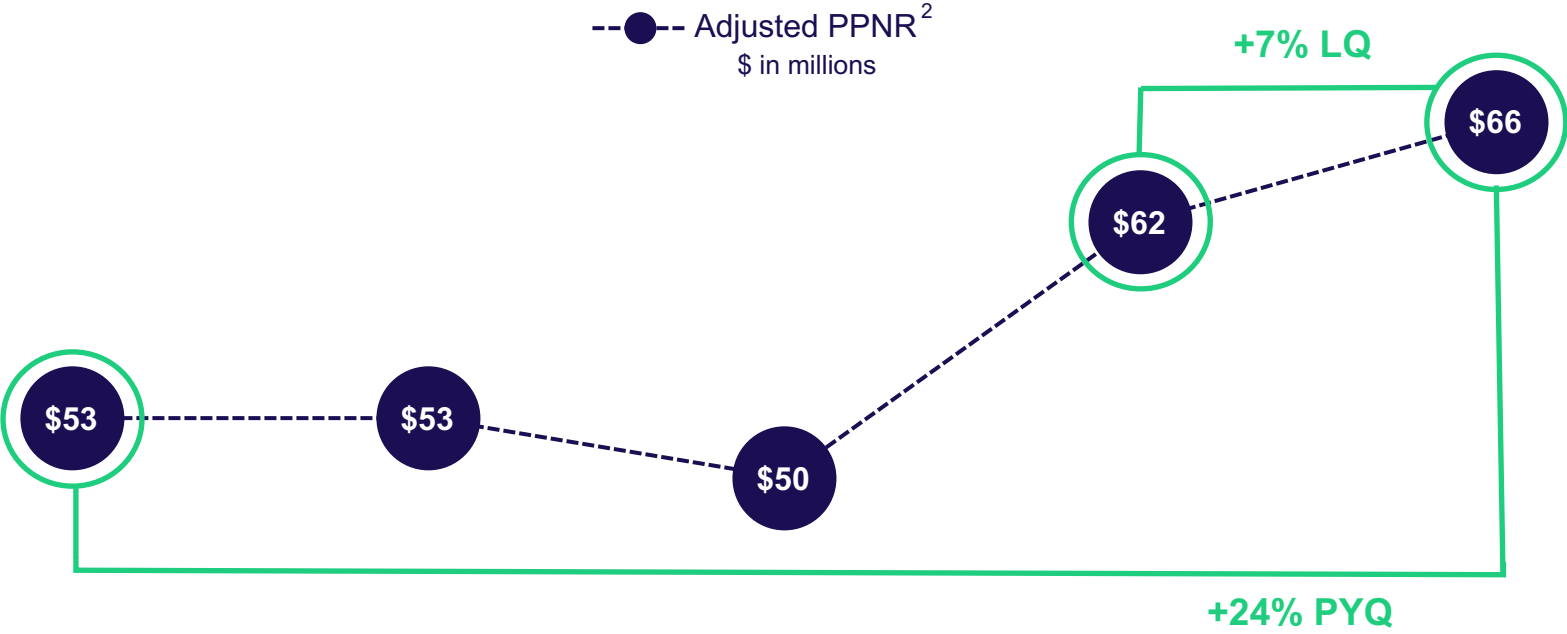 Adjusted PPNR2
$ in millions
+7% LQ
$66
$62
$53
$53
$50
+24% PYQ